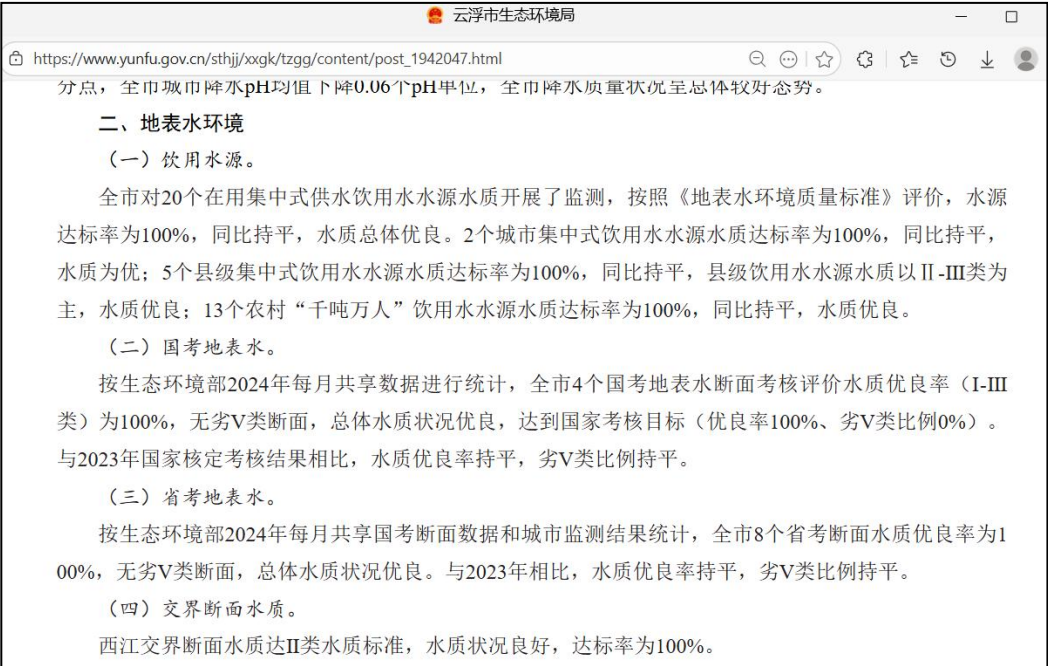 云浮市生态环境局
https://www.yunfu.gov.cn/sthjj/xxgk/tzgg/content/post_1942047.html
分点，全市城市降水pH均值下降0.06个pH单位，全市降水质量状况呈总体较好态势。
二、地表水环境
（一）饮用水源。
全市对20个在用集中式供水饮用水水源水质开展了监测，按照《地表水环境质量标准》评价，水源
达标率为100%，同比持平，水质总体优良。2个城市集中式饮用水水源水质达标率为100%，同比持平，
水质为优；5个县级集中式饮用水水源水质达标率为100%，同比持平，县级饮用水水源水质以Ⅱ-Ⅲ类为
主，水质优良；13个农村“千吨万人”饮用水水源水质达标率为100%，同比持平，水质优良。
（二）国考地表水。
按生态环境部2024年每月共享数据进行统计，全市4个国考地表水断面考核评价水质优良率（I-Ⅲ
类）为100%，无劣V类断面，总体水质状况优良，达到国家考核目标（优良率100%、劣V类比例0%）。
与2023年国家核定考核结果相比，水质优良率持平，劣V类比例持平。
（三）省考地表水。
按生态环境部2024年每月共享国考断面数据和城市监测结果统计，全市8个省考断面水质优良率为1
00%，无劣V类断面，总体水质状况优良。与2023年相比，水质优良率持平，劣V类比例持平。
（四）交界断面水质。
西江交界断面水质达Ⅱ类水质标准，水质状况良好，达标率为100%。